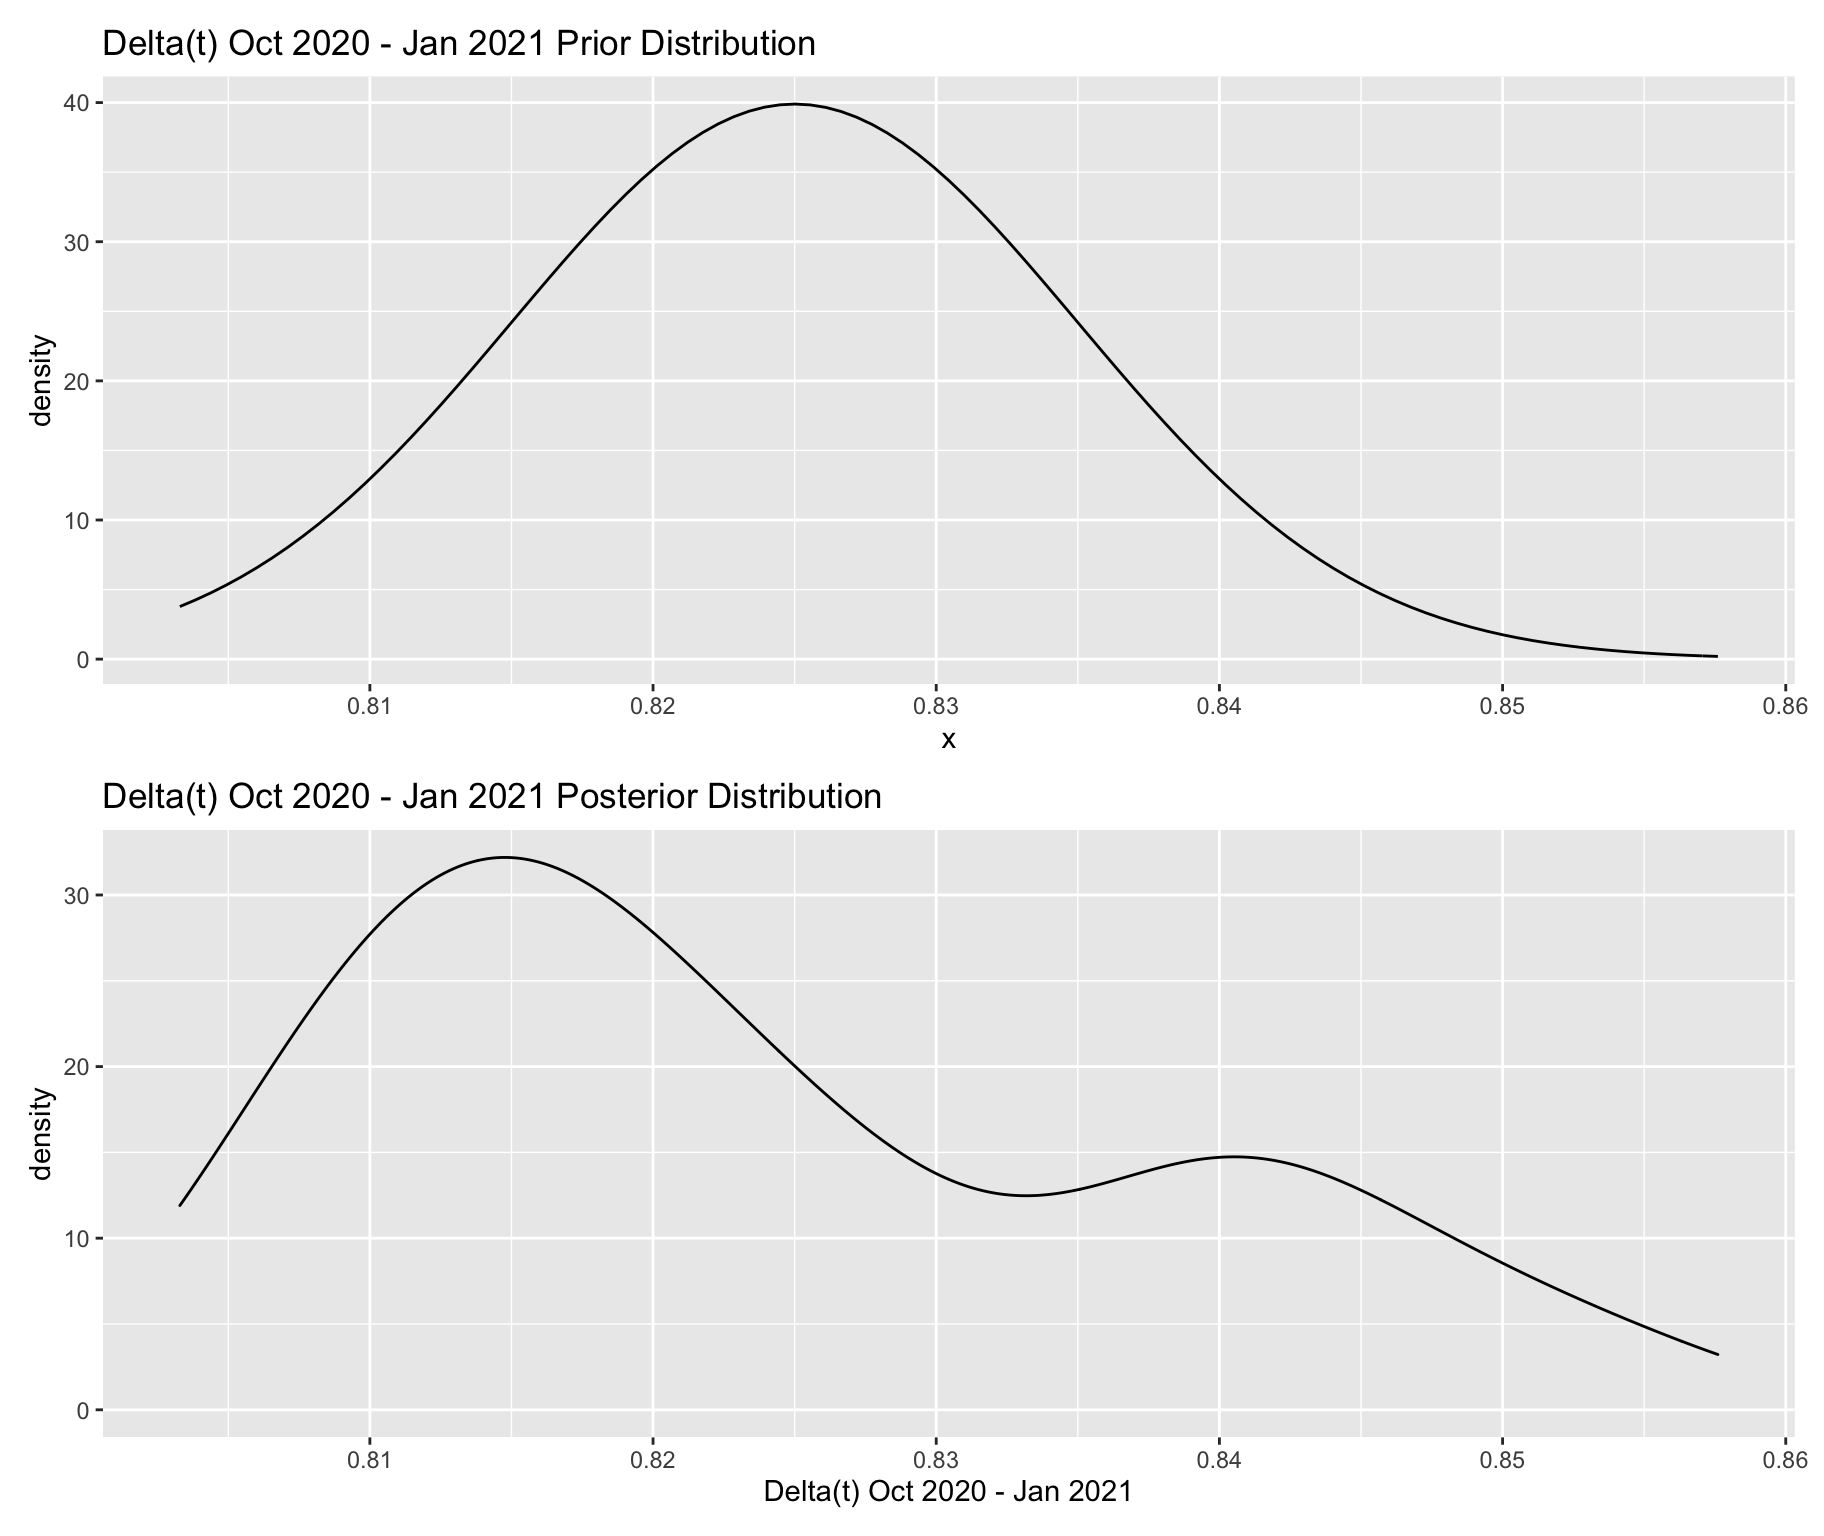 Delta(t) Oct 2020 - Jan 2021 Prior Distribution
40
30
20
10
0
density
0.81 0.82 0.83 0.84 0.85 0.86
x
Delta(t) Oct 2020 - Jan 2021 Posterior Distribution
30
20
10
0
density
0.81 0.82 0.83 0.84 0.85 0.86
Delta(t) Oct 2020 - Jan 2021